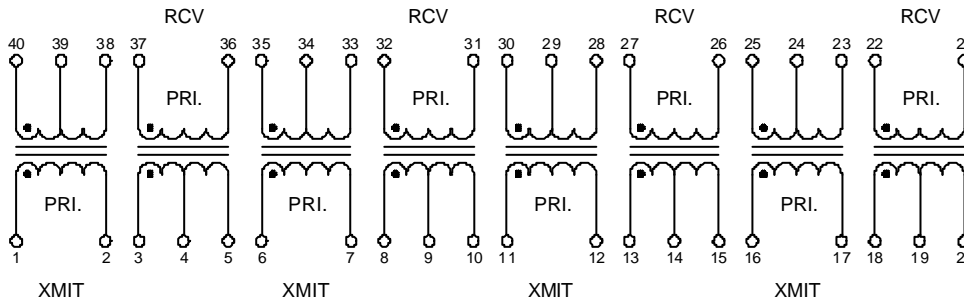 RCV RCV RCV RCV
40 39 38 37 36 35 34 33 32 31 30 29 28 27 26 25 24 23 22 2
PRI. PRI. PRI. PRI.
PRI. PRI. PRI. PRI.
1 2 3 4 5 6 7 8 9 10 11 12 13 14 15 16 17 18 19 2
XMIT XMIT XMIT XMIT